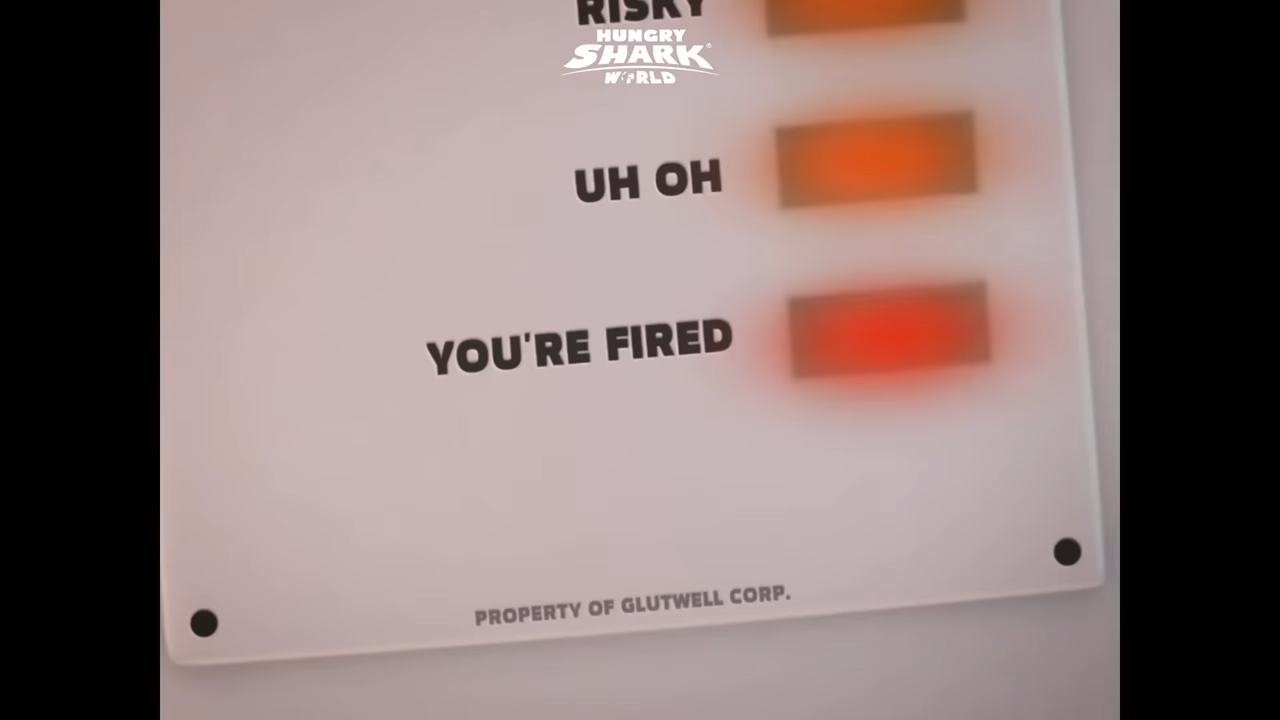 RISKY
HUNGRY
SHARK®
WORLD
UH OH
YOU'RE FIRED
PROPERTY OF GLUTWELL CORP.